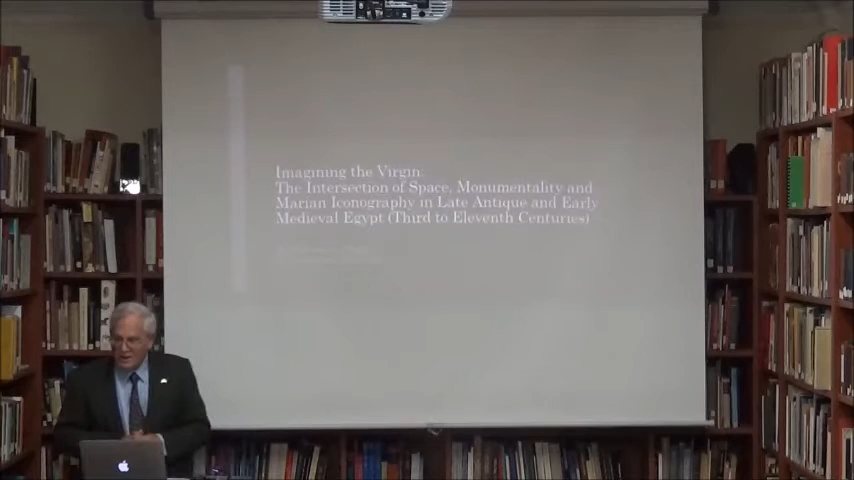 Imagining the Virgin:
The Intersection of Space, Monumentality and
Marian Iconography in Late Antique and Early
Medieval Egypt (Third to Eleventh Centuries)